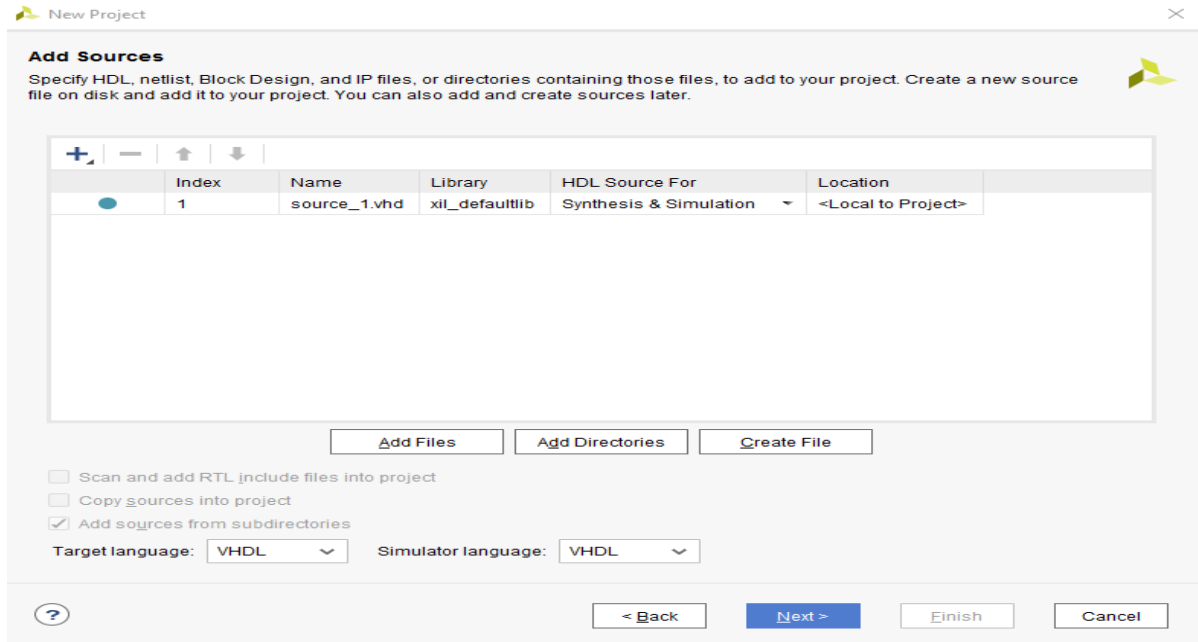 New Project
Add Sources
Specify HDL, netlist, Block Design, and IP files, or directories containing those files, to add to your project. Create a new source
file on disk and add it to your project. You can also add and create sources later.
Index Name Library HDL Source For Location
1 source_1.vhd xil_defaultlib Synthesis & Simulation <Local to Project>
Add Files Add Directories Create File
Scan and add RTL include files into project
Copy sources into project
Add sources from subdirectories
Target language: VHDL Simulator language: VHDL
? < Back Next > Finish Cancel